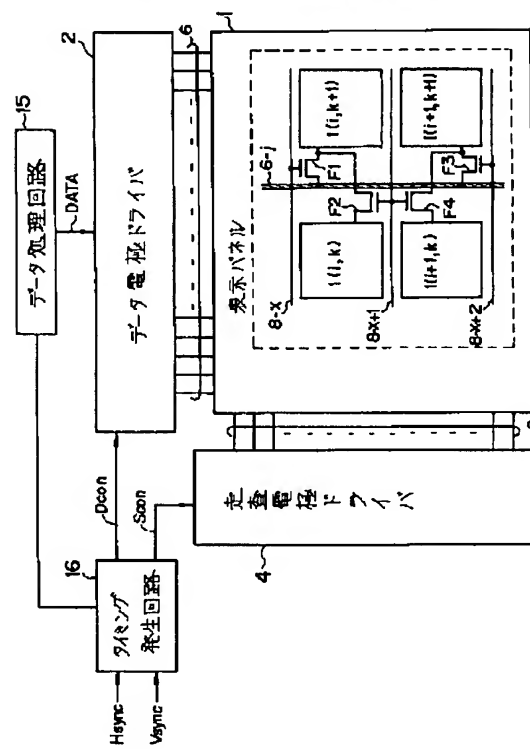 15
データ処理回路
DATA
2
データ電極ドライバ
6
16
タイミング
発生回路
Hsync
Vsync
Dcon
Scon
4
走査電極ドライバ
8
1
表示パネル
6-j
8-X
8-X+1
8-X+2
1(i,k)
1(i,k+1)
1(i+1,k)
1(i+1,k+1)
F1
F2
F3
F4